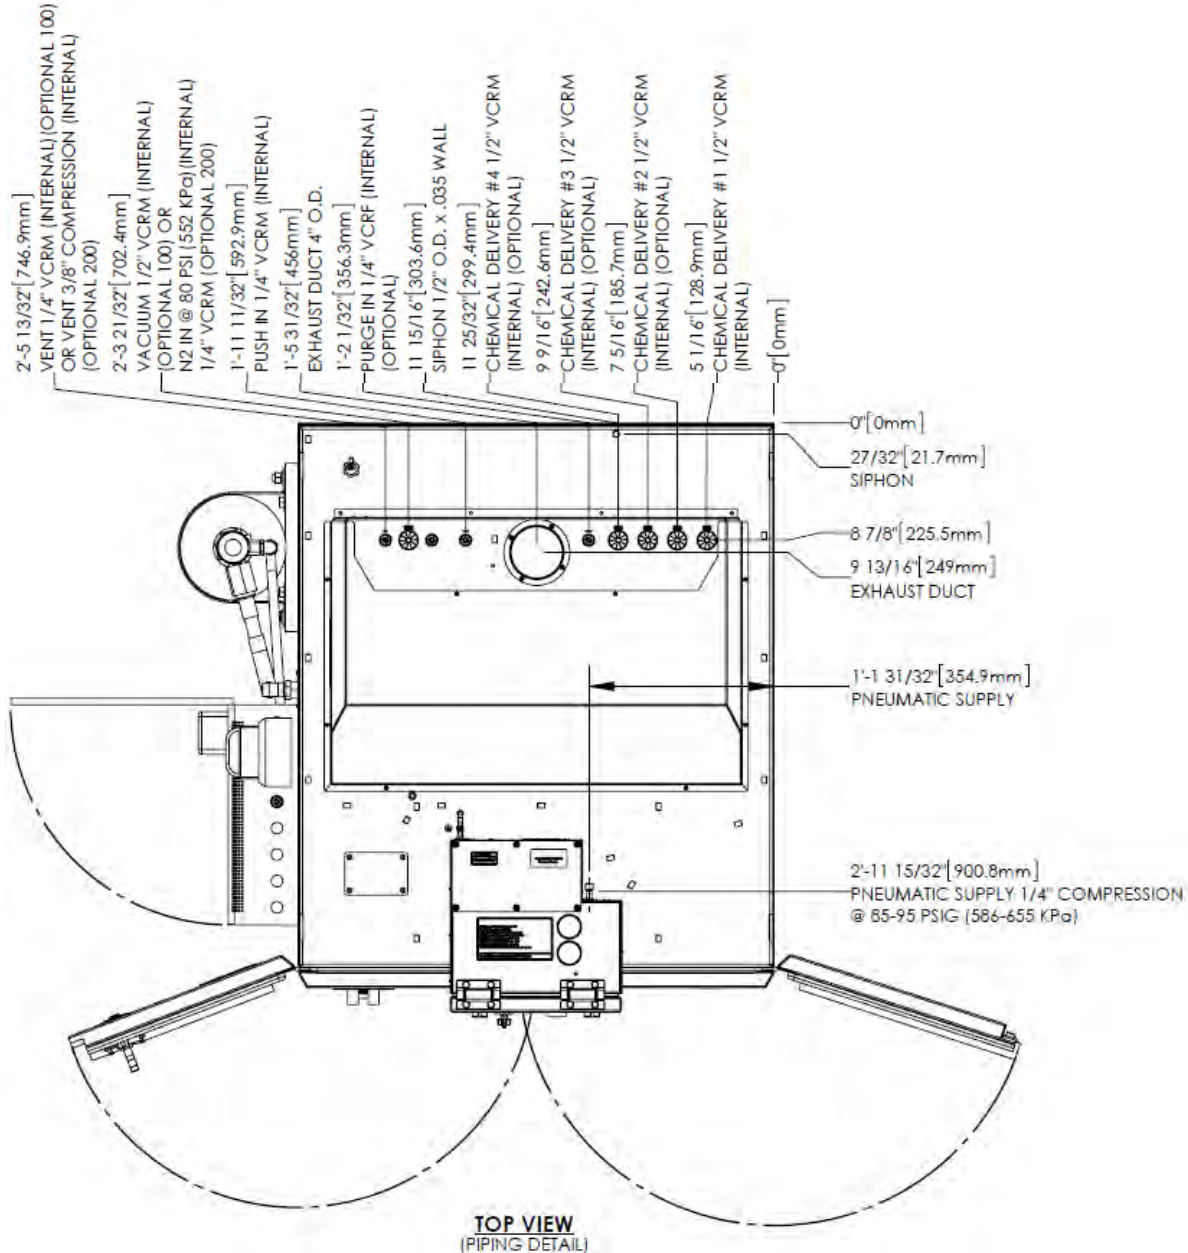 2'-5 13/32" [746.9mm]
VENT 1/4" VCRM (INTERNAL)(OPTIONAL 100)
OR VENT 3/8" COMPRESSION (INTERNAL)
(OPTIONAL 200)
2'-3 21/32" [702.4mm]
VACUUM 1/2" VCRM (INTERNAL)
(OPTIONAL 100) OR
N2 IN @ 80 PSI (552 KPa)(INTERNAL)
1/4" VCRM (OPTIONAL 200)
1'-11 11/32" [592.9mm]
PUSH IN 1/4" VCRM (INTERNAL)
1'-5 31/32" [456mm]
EXHAUST DUCT 4" O.D.
1'-2 1/32" [356.3mm]
PURGE IN 1/4" VCRF (INTERNAL)
(OPTIONAL)
11 15/16" [303.6mm]
SIPHON 1/2" O.D. x .035 WALL
11 25/32" [299.4mm]
CHEMICAL DELIVERY #4 1/2" VCRM
(INTERNAL) (OPTIONAL)
9 9/16" [242.6mm]
CHEMICAL DELIVERY #3 1/2" VCRM
(INTERNAL) (OPTIONAL)
7 5/16" [185.7mm]
CHEMICAL DELIVERY #2 1/2" VCRM
(INTERNAL) (OPTIONAL)
5 1/16" [128.9mm]
CHEMICAL DELIVERY #1 1/2" VCRM
(INTERNAL)
0" [0mm]
0" [0mm]
27/32" [21.7mm]
SIPHON
8 7/8" [225.5mm]
9 13/16" [249mm]
EXHAUST DUCT
1'-1 31/32" [354.9mm]
PNEUMATIC SUPPLY
2'-11 15/32" [900.8mm]
PNEUMATIC SUPPLY 1/4" COMPRESSION
@ 85-95 PSIG (586-655 KPa)
TOP VIEW
(PIPING DETAIL)